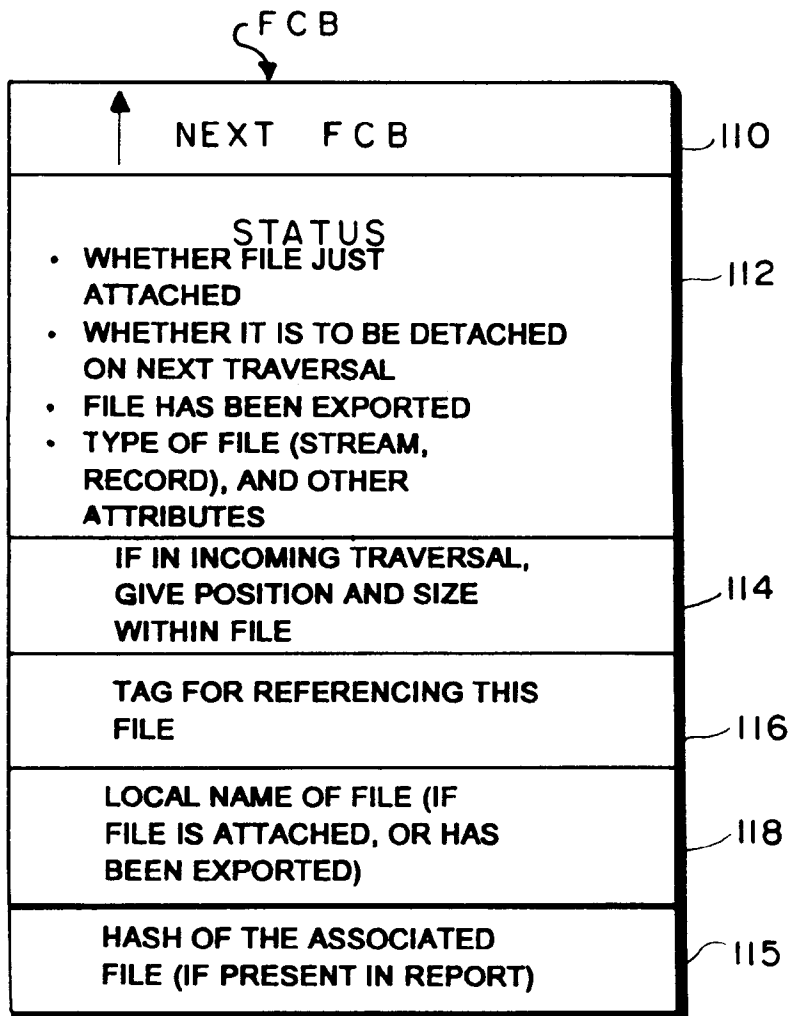 FCB
NEXT FCB
110
STATUS
• WHETHER FILE JUST
ATTACHED
• WHETHER IT IS TO BE DETACHED
ON NEXT TRAVERSAL
• FILE HAS BEEN EXPORTED
• TYPE OF FILE (STREAM,
RECORD), AND OTHER
ATTRIBUTES
112
IF IN INCOMING TRAVERSAL,
GIVE POSITION AND SIZE
WITHIN FILE
114
TAG FOR REFERENCING THIS
FILE
116
LOCAL NAME OF FILE (IF
FILE IS ATTACHED, OR HAS
BEEN EXPORTED)
118
HASH OF THE ASSOCIATED
FILE (IF PRESENT IN REPORT)
115